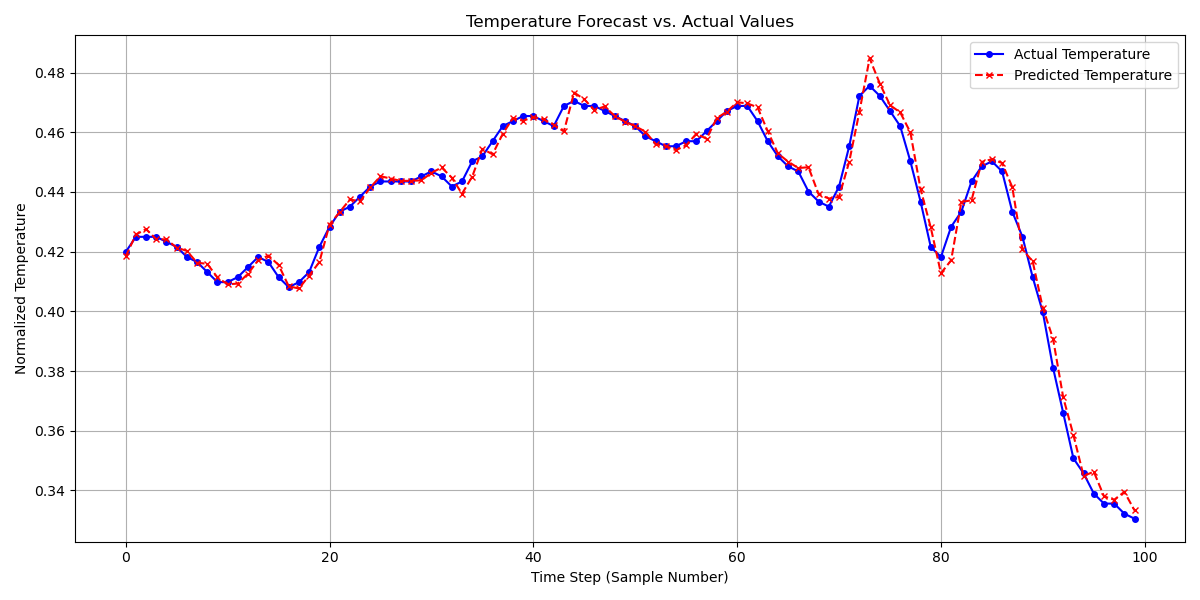 Temperature Forecast vs. Actual Values
Actual Temperature
Predicted Temperature
Normalized Temperature
0.48
0.46
0.44
0.42
0.40
0.38
0.36
0.34
0 20 40 60 80 100
Time Step (Sample Number)